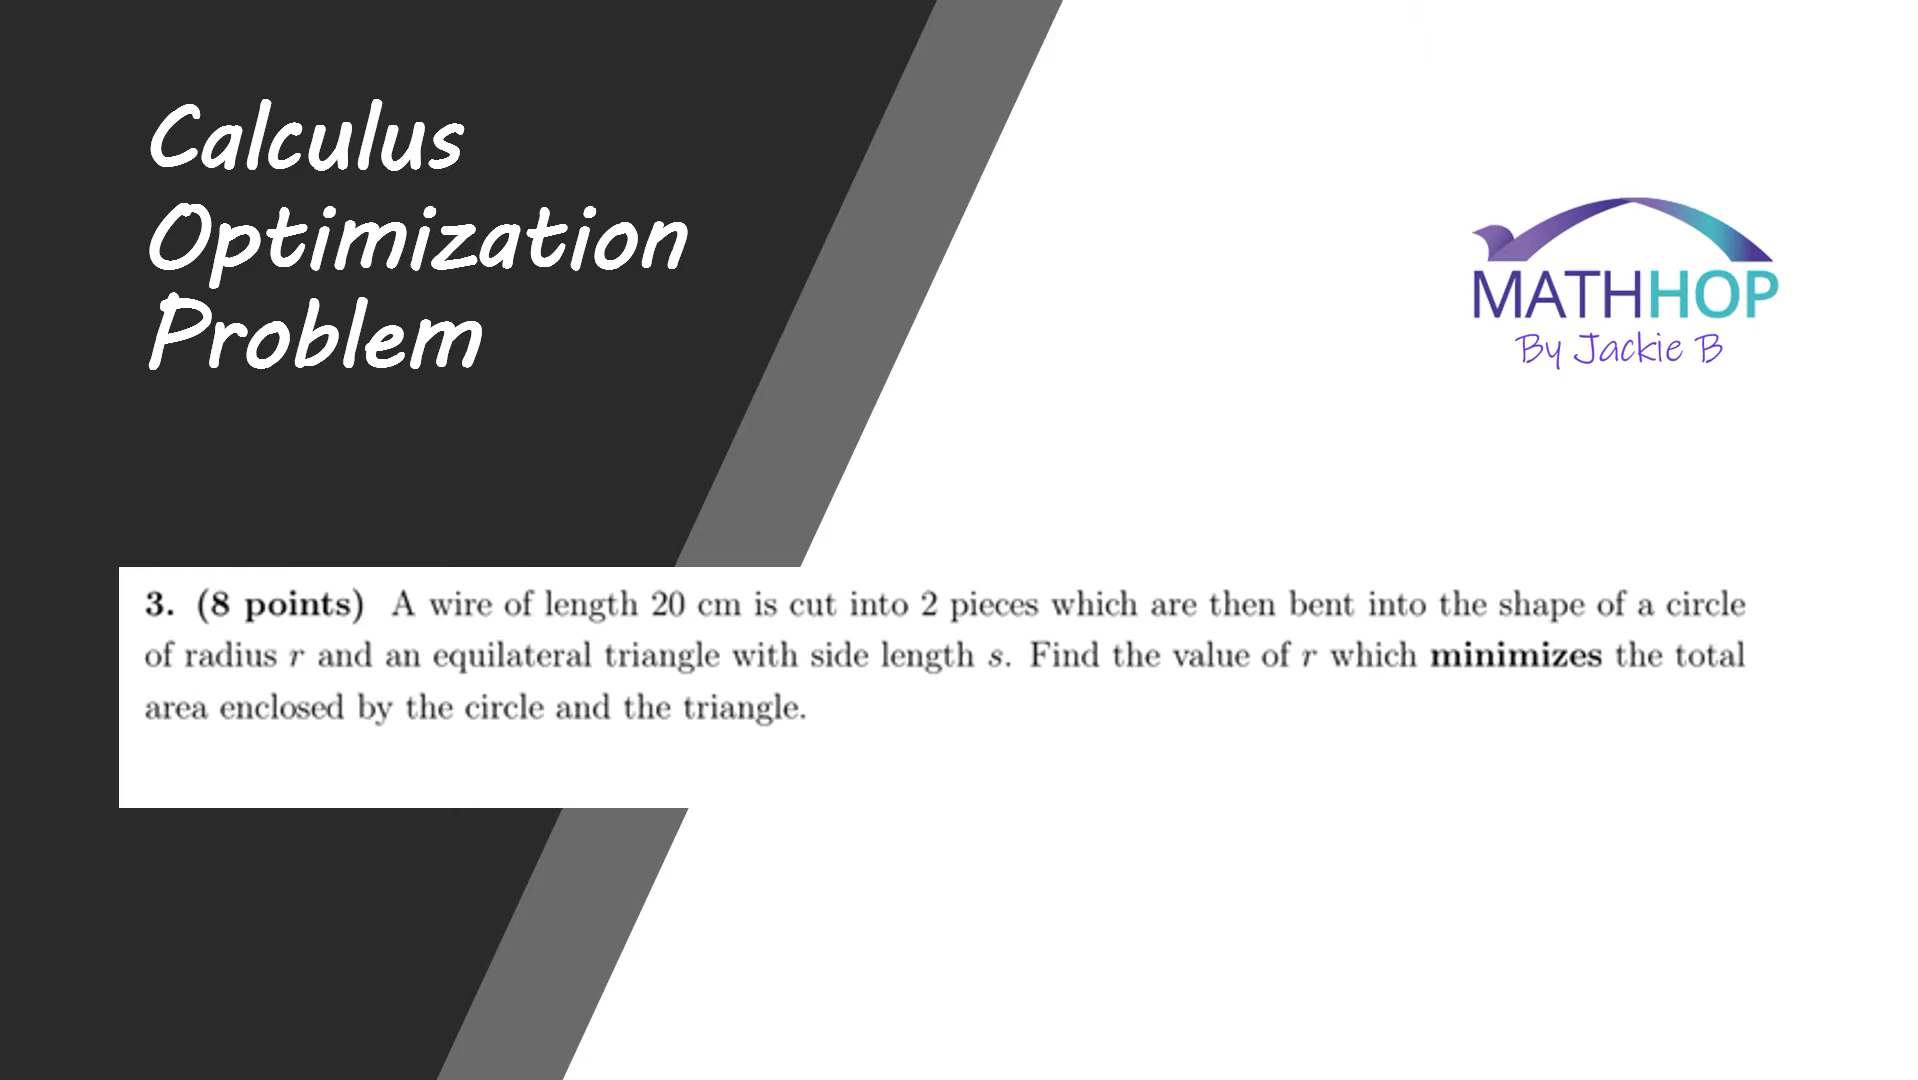 Calculus
Optimization
Problem
MATHHOP
By Jackie B
3. (8 points) A wire of length 20 cm is cut into 2 pieces which are then bent into the shape of a circle
of radius r and an equilateral triangle with side length s. Find the value of r which minimizes the total
area enclosed by the circle and the triangle.